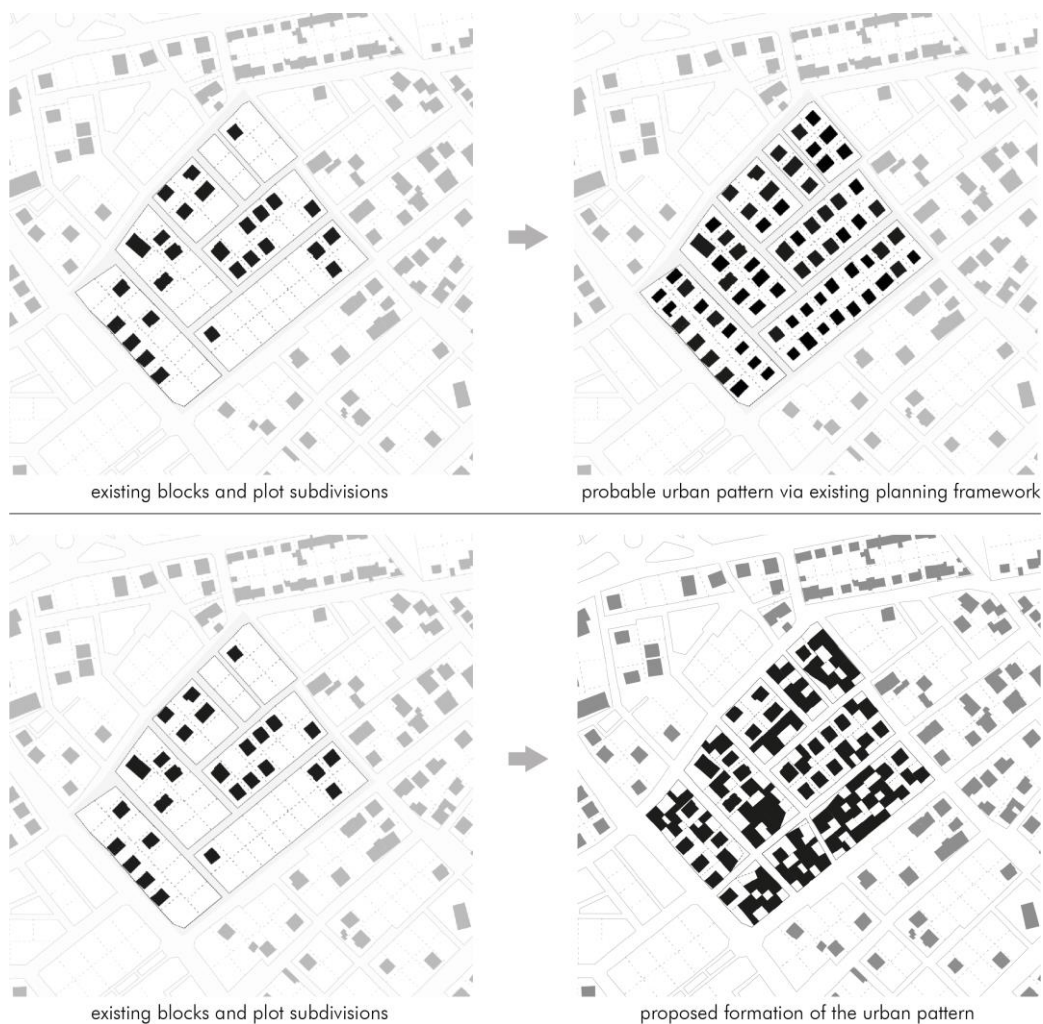 existing blocks and plot subdivisions
probable urban pattern via existing planning framework
existing blocks and plot subdivisions
proposed formation of the urban pattern